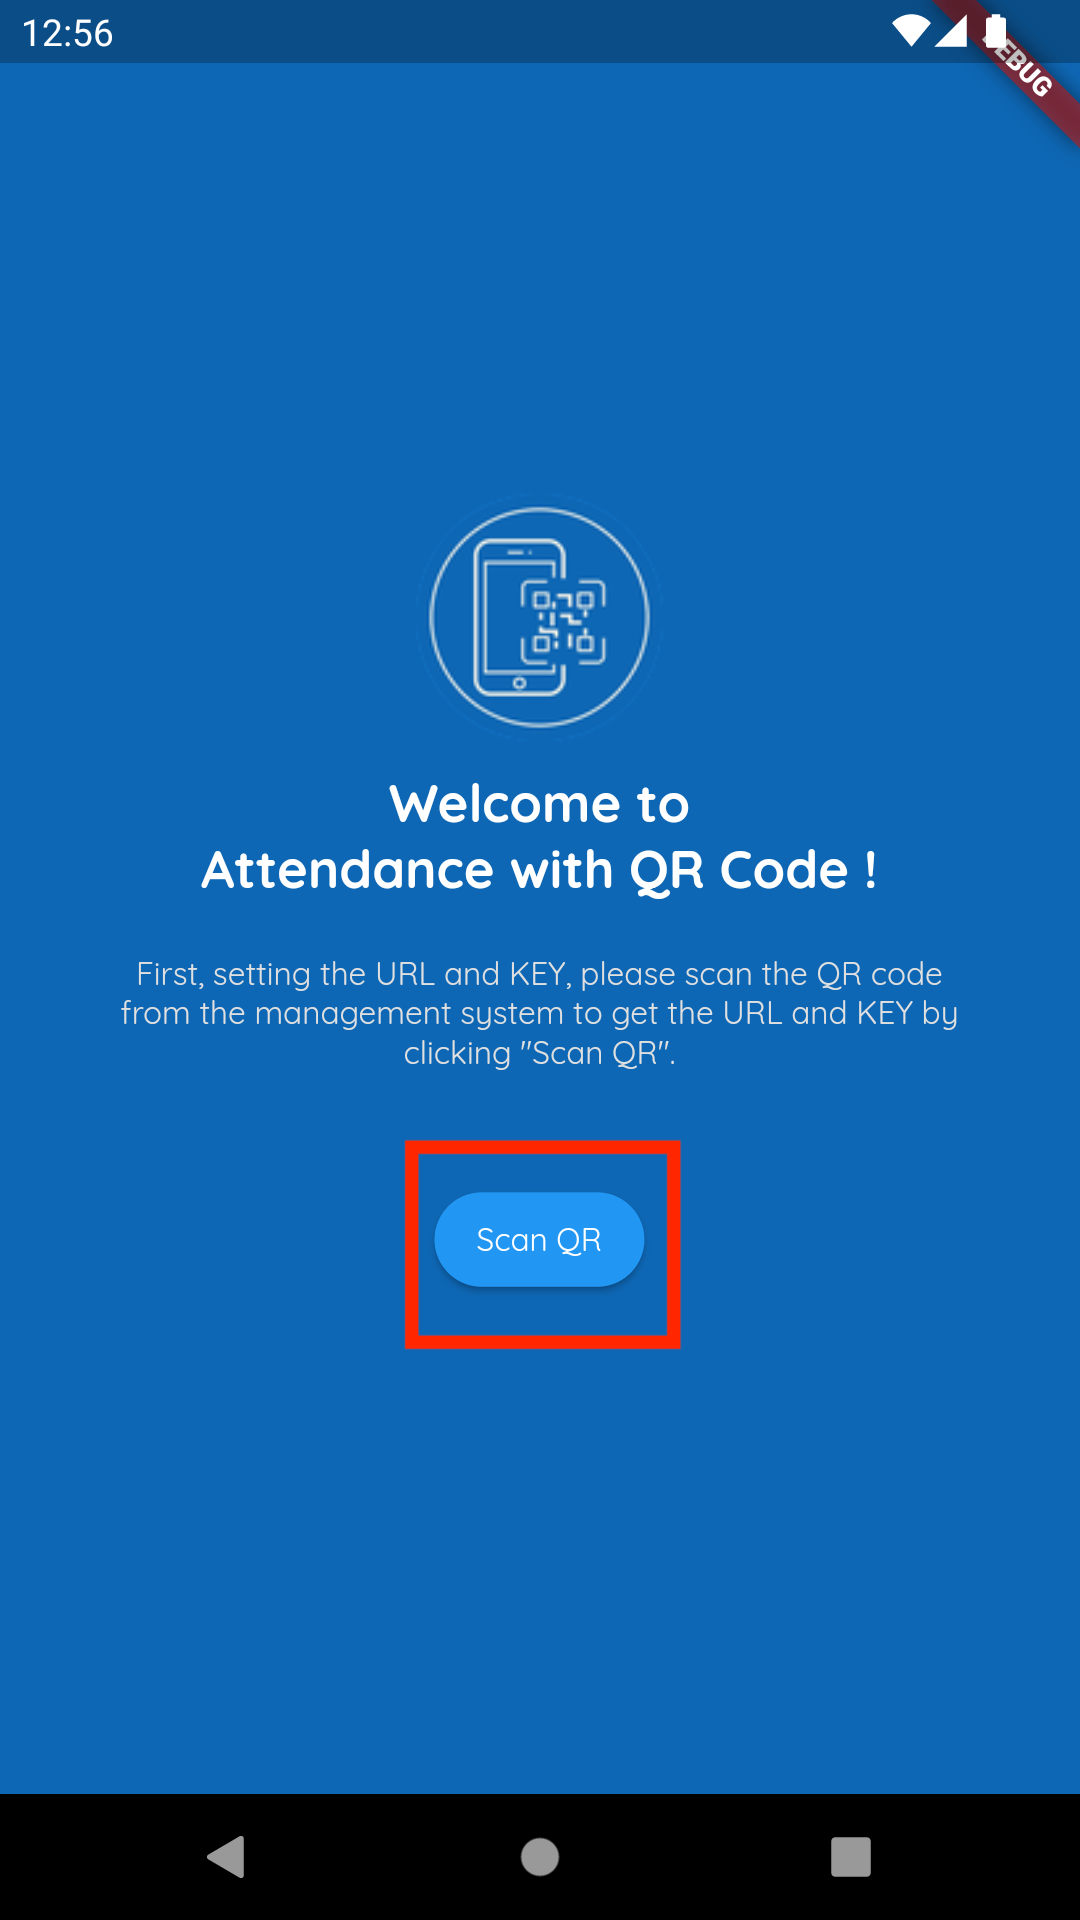 12:56
DEBUG
Welcome to
Attendance with QR Code !
First, setting the URL and KEY, please scan the QR code
from the management system to get the URL and KEY by
clicking "Scan QR".
Scan QR